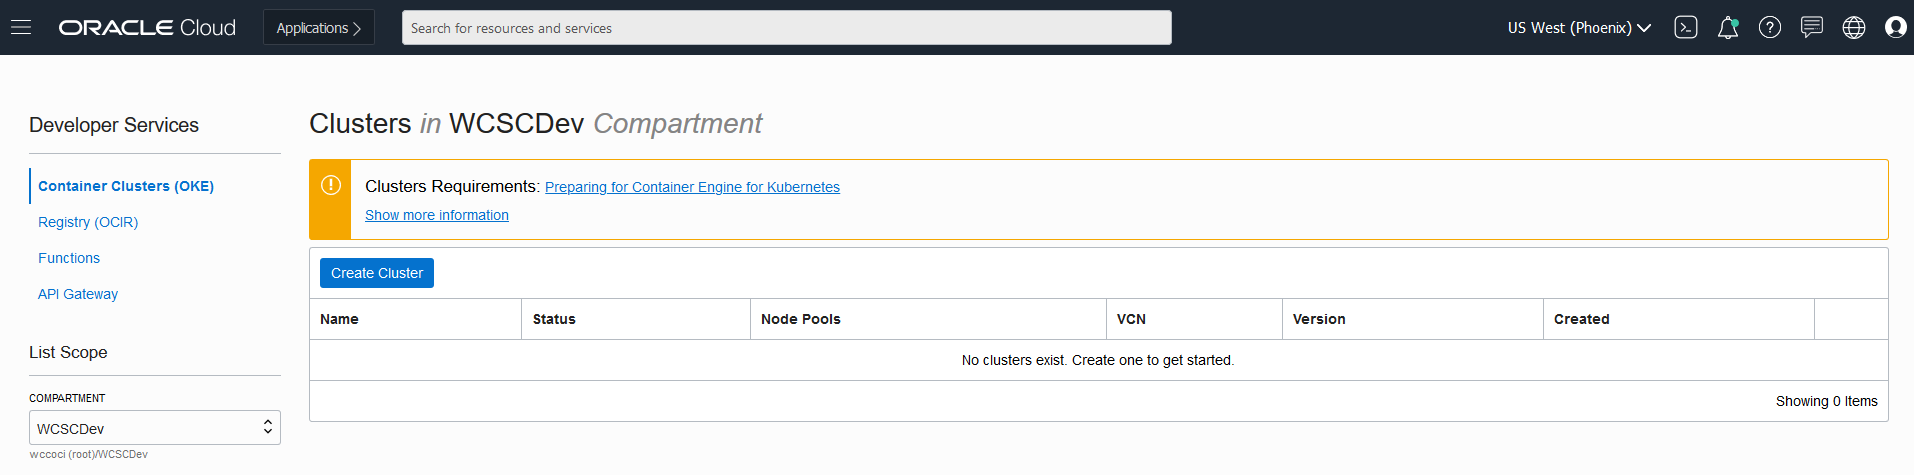 ORACLE Cloud
Applications
Search for resources and services
US West (Phoenix)
Developer Services
Container Clusters (OKE)
Registry (OCIR)
Functions
API Gateway
List Scope
COMPARTMENT
WCSCDev
wccoci (root)/WCSCDev
Clusters in WCSCDev Compartment
Clusters Requirements: Preparing for Container Engine for Kubernetes
Show more information
Create Cluster
Name Status Node Pools VCN Version Created
No clusters exist. Create one to get started.
Showing 0 Items